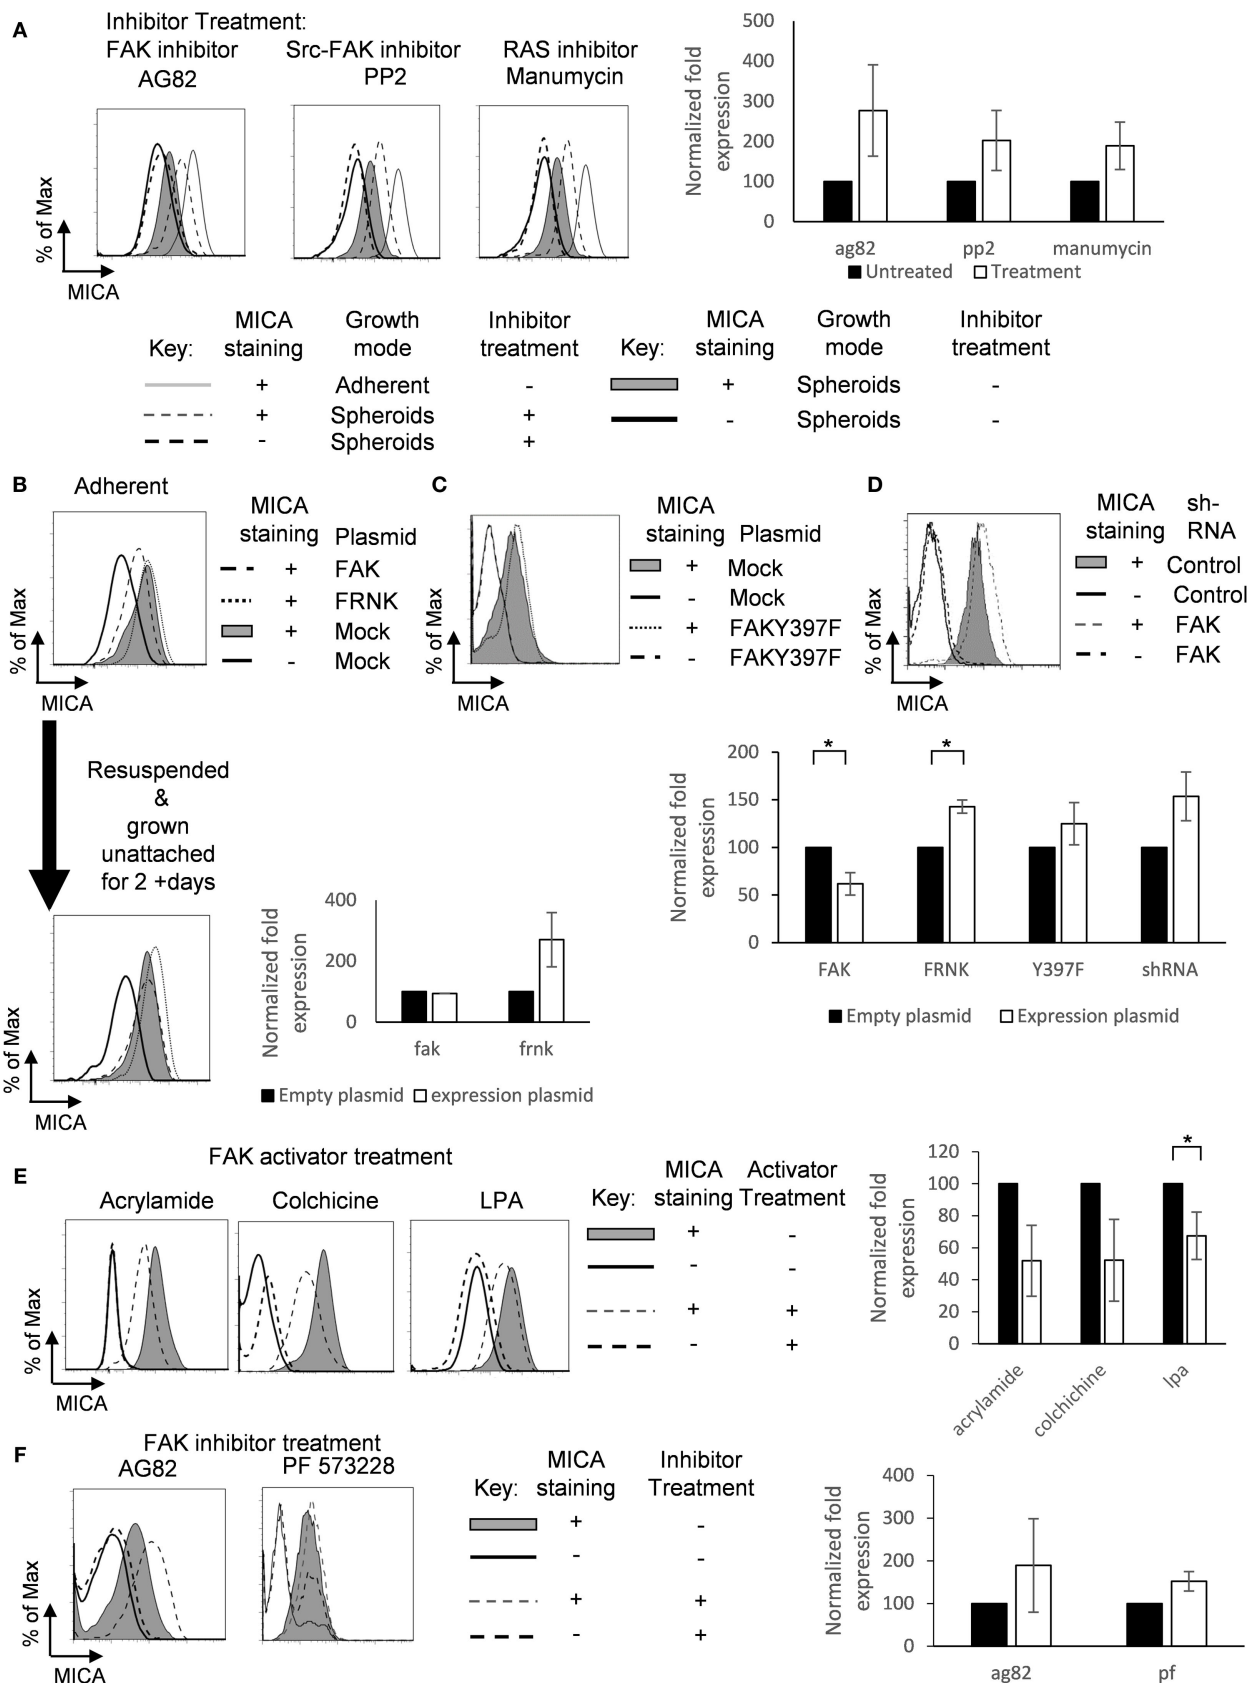 A
Inhibitor Treatment:
FAK inhibitor
AG82
Src-FAK inhibitor
PP2
RAS inhibitor
Manumycin
% of Max
MICA
Normalized fold
expression
500
400
300
200
100
0
ag82
pp2
manumycin
Untreated
Treatment
Key:
MICA
staining
Growth
mode
Inhibitor
treatment
+
Adherent
-
+
Spheroids
+
-
Spheroids
+
Key:
MICA
staining
Growth
mode
Inhibitor
treatment
+
Spheroids
-
-
Spheroids
-
B
Adherent
% of Max
MICA
MICA
staining
Plasmid
+
FAK
+
FRNK
+
Mock
-
Mock
Resuspended
&
grown
unattached
for 2 +days
% of Max
MICA
Normalized fold
expression
400
200
0
fak
frnk
Empty plasmid
expression plasmid
C
% of Max
MICA
MICA
staining
Plasmid
+
Mock
-
Mock
+
FAKY397F
-
FAKY397F
D
% of Max
MICA
MICA
staining
sh-
RNA
+
Control
-
Control
+
FAK
-
FAK
Normalized fold
expression
200
150
100
50
0
*
*
FAK
FRNK
Y397F
shRNA
Empty plasmid
Expression plasmid
E
FAK activator treatment
Acrylamide
Colchicine
LPA
% of Max
MICA
Key:
MICA
staining
Activator
Treatment
+
-
-
-
+
+
-
+
Normalized fold
expression
120
100
80
60
40
20
0
*
acrylamide
colchichine
lpa
F
FAK inhibitor treatment
AG82
PF 573228
% of Max
MICA
Key:
MICA
staining
Inhibitor
Treatment
+
-
-
-
+
+
-
+
Normalized fold
expression
400
300
200
100
0
ag82
pf